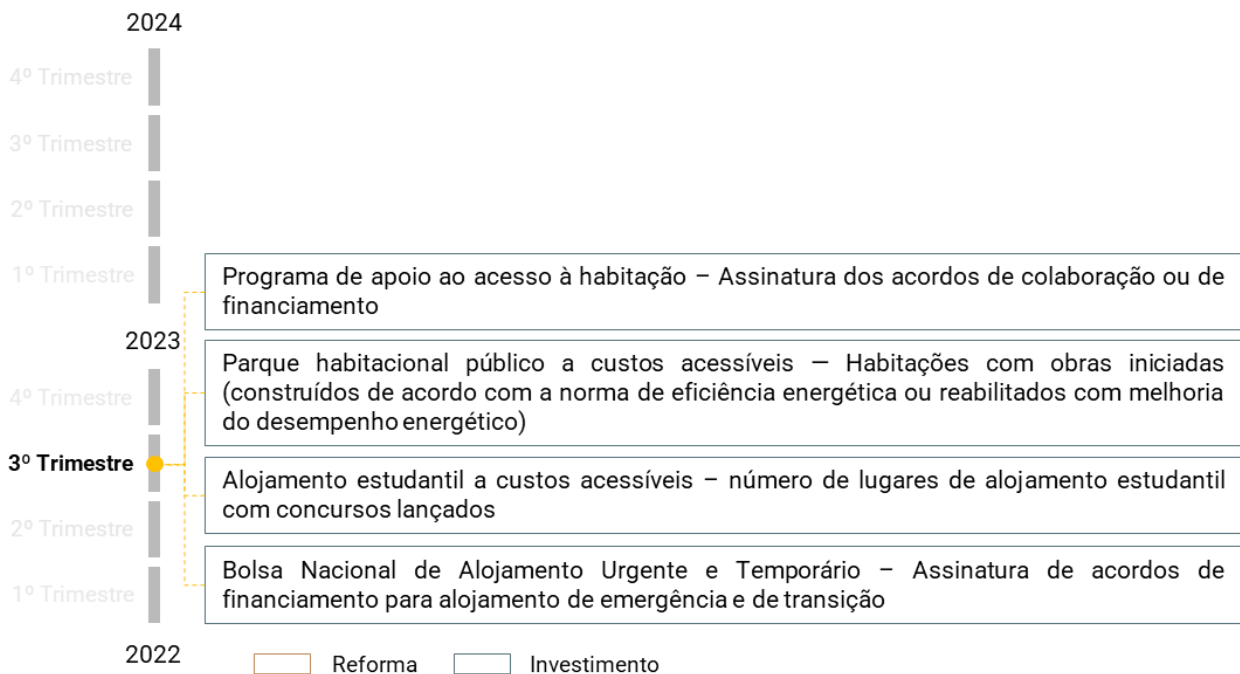 2024
4º Trimestre
3º Trimestre
2º Trimestre
1º Trimestre
Programa de apoio ao acesso à habitação – Assinatura dos acordos de colaboração ou de
financiamento
2023
Parque habitacional público a custos acessíveis — Habitações com obras iniciadas
(construídos de acordo com a norma de eficiência energética ou reabilitados com melhoria
do desempenho energético)
4º Trimestre
3º Trimestre
Alojamento estudantil a custos acessíveis – número de lugares de alojamento estudantil
com concursos lançados
2º Trimestre
Bolsa Nacional de Alojamento Urgente e Temporário – Assinatura de acordos de
financiamento para alojamento de emergência e de transição
1º Trimestre
2022
Reforma
Investimento